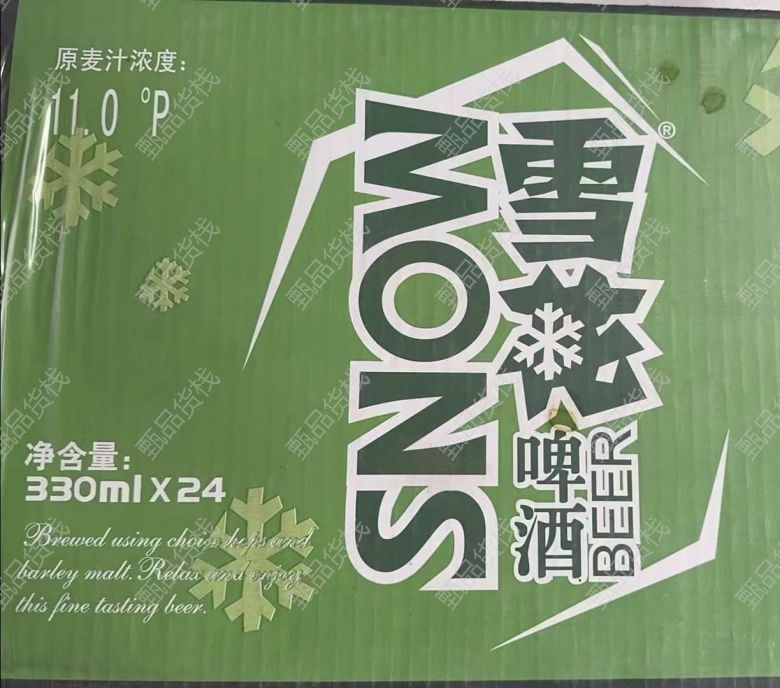 原麦汁浓度:
11.0 °P
SNOW
雪花®
啤酒
BEER
净含量:
330ml X 24
Brewed using choice hops and
barley malt. Relax and enjoy
this fine tasting beer.
甄品货栈